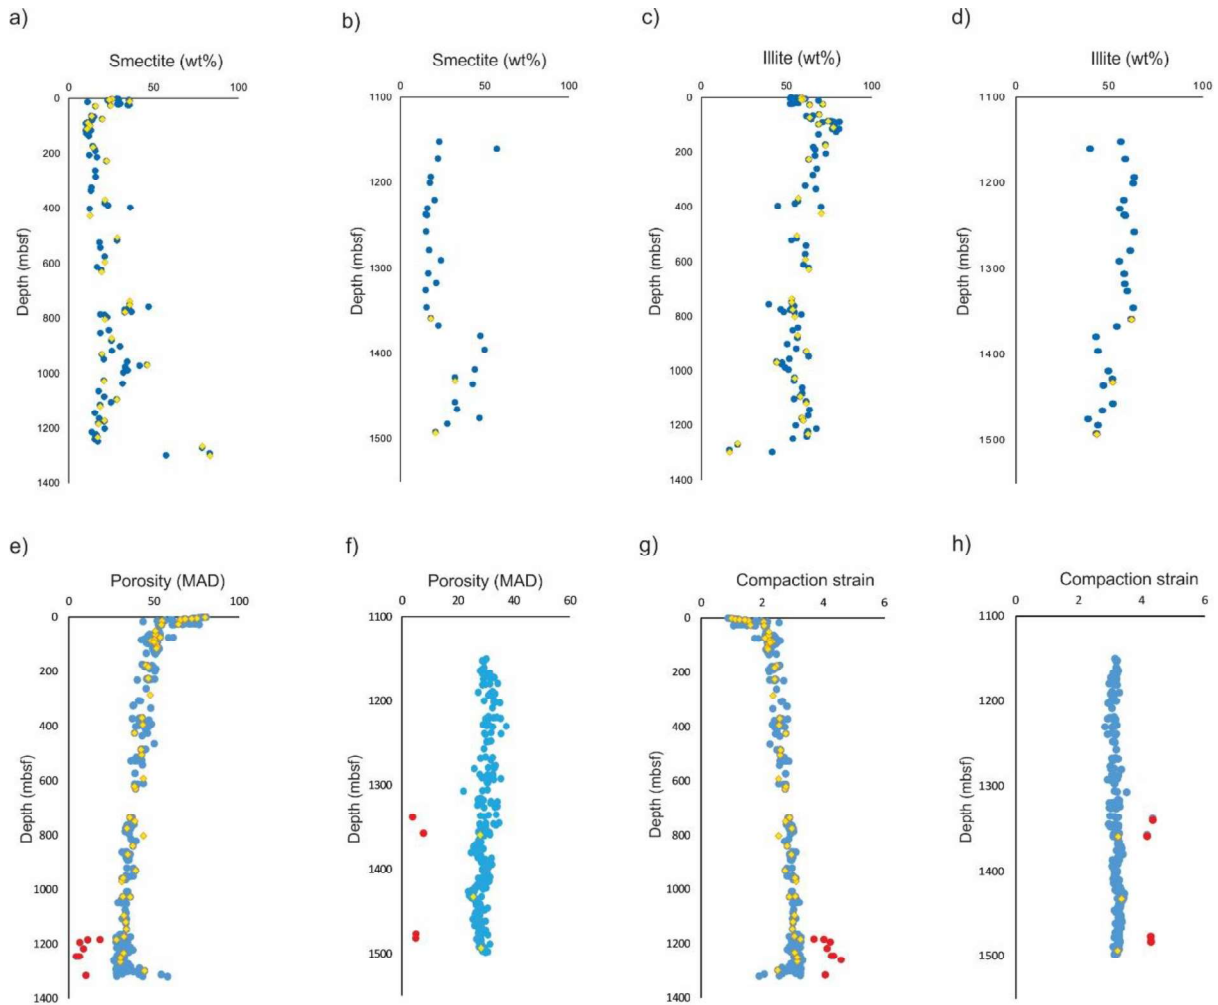 a)
Smectite (wt%)
0 50 100
0
200
400
600
800
1000
1200
1400
Depth (mbsf)
b)
Smectite (wt%)
0 50 100
1100
1200
1300
1400
1500
Depth (mbsf)
c)
Illite (wt%)
0 50 100
0
200
400
600
800
1000
1200
1400
Depth (mbsf)
d)
Illite (wt%)
0 50 100
1100
1200
1300
1400
1500
Depth (mbsf)
e)
Porosity (MAD)
0 50 100
0
200
400
600
800
1000
1200
1400
Depth (mbsf)
f)
Porosity (MAD)
0 20 40 60
1100
1200
1300
1400
1500
Depth (mbsf)
g)
Compaction strain
0 2 4 6
0
200
400
600
800
1000
1200
1400
Depth (mbsf)
h)
Compaction strain
0 2 4 6
1100
1200
1300
1400
1500
Depth (mbsf)